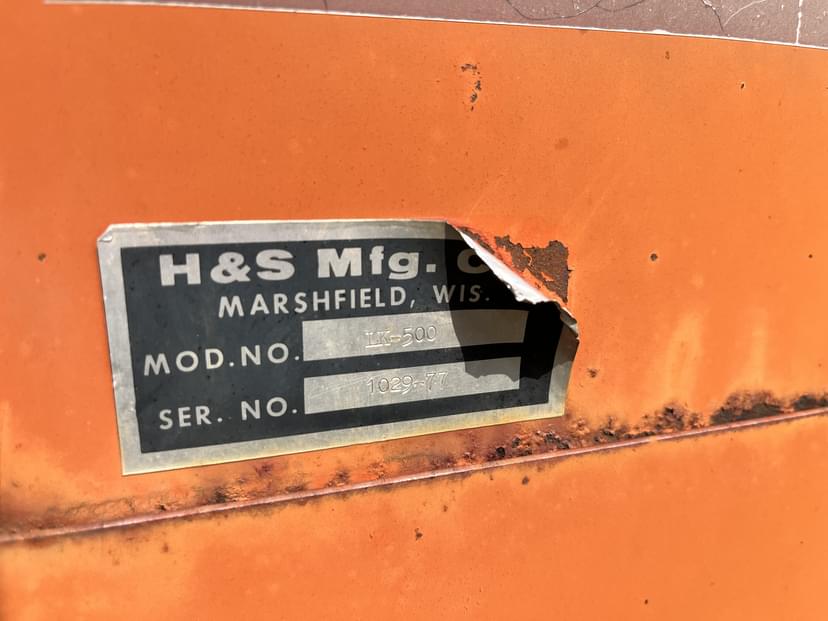 H&S Mfg. C
MARSHFIELD, WIS.
MOD.NO. LK-500
SER. NO. 1029-77